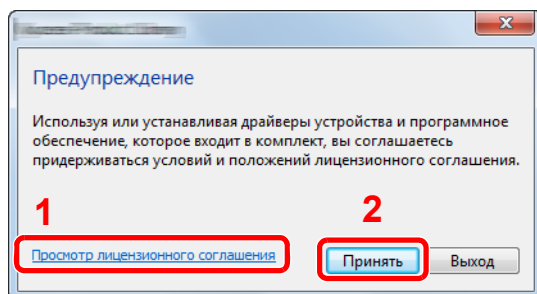 Предупреждение
Используя или устанавливая драйверы устройства и программное
обеспечение, которое входит в комплект, вы соглашаетесь
придерживаться условий и положений лицензионного соглашения.
1
2
Просмотр лицензионного соглашения
Принять
Выход